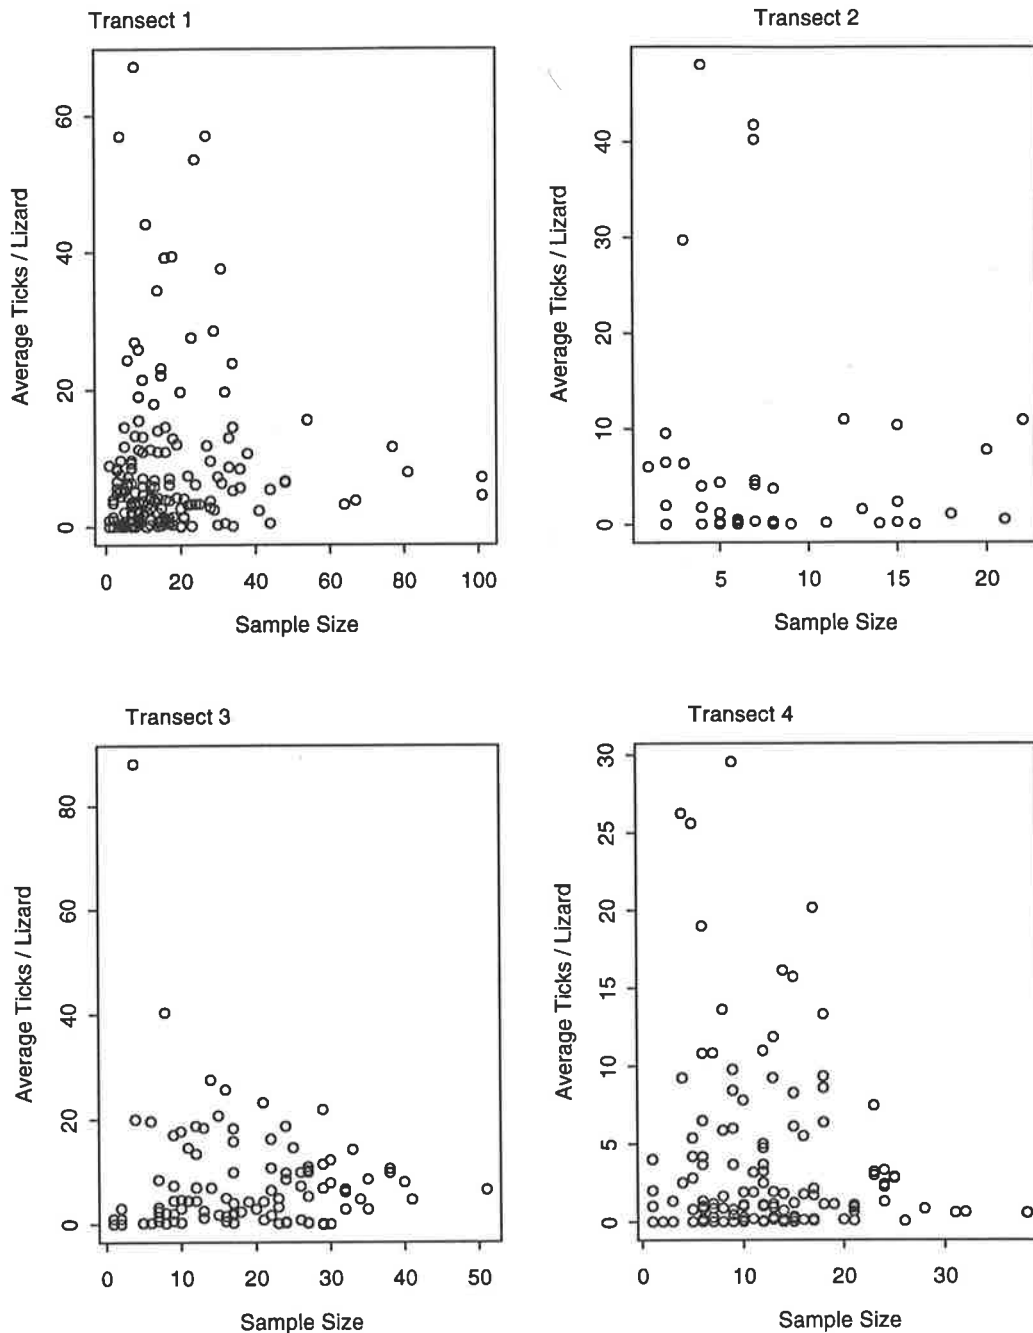 Transect 1
Average Ticks / Lizard
60
40
20
0
0 20 40 60 80 100
Sample Size
Transect 2
Average Ticks / Lizard
40
30
20
10
0
5 10 15 20
Sample Size
Transect 3
Average Ticks / Lizard
80
60
40
20
0
0 10 20 30 40 50
Sample Size
Transect 4
Average Ticks / Lizard
30
25
20
15
10
5
0
0 10 20 30
Sample Size